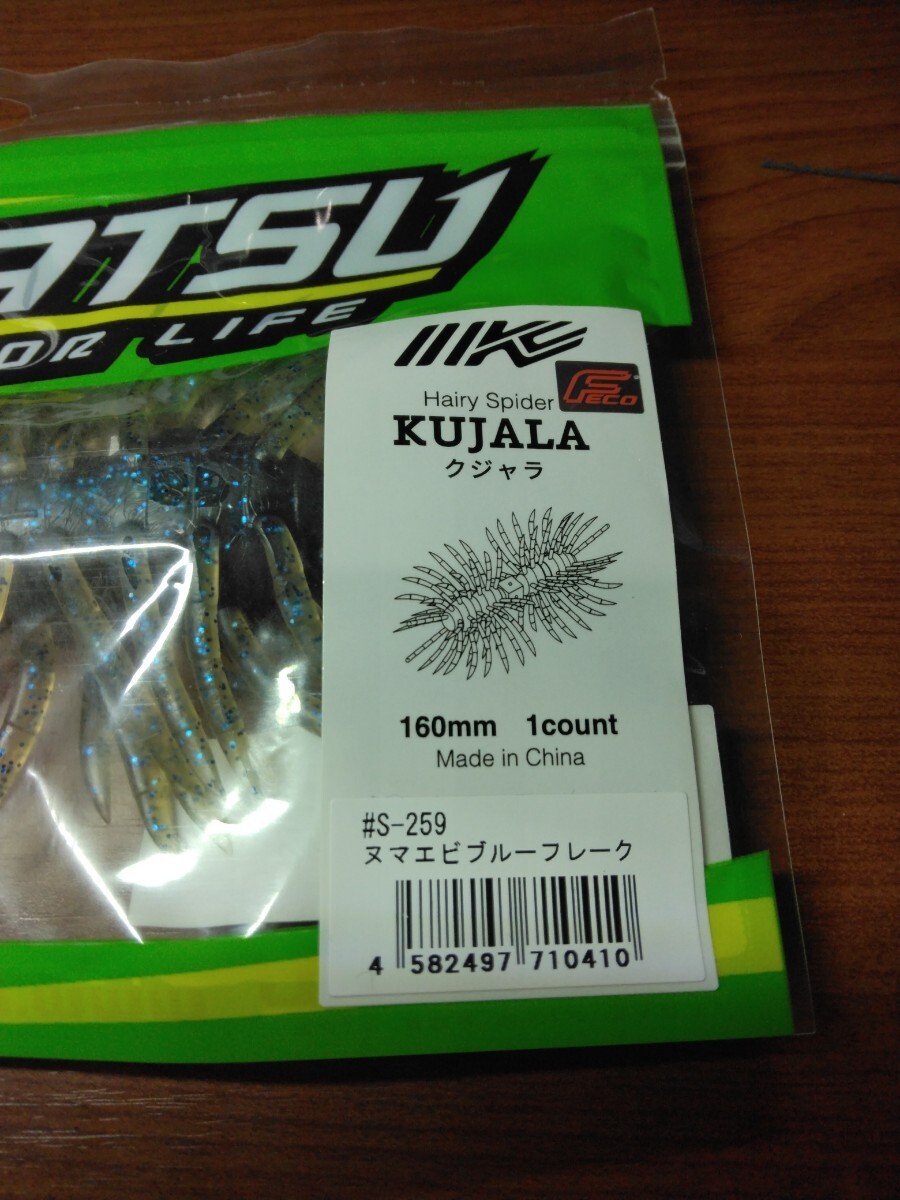 ATSU
OR LIFE
Hairy Spider
FECO
KUJALA
クジャラ
160mm 1count
Made in China
#S-259
ヌマエビブルーフレーク
4 582497 710410